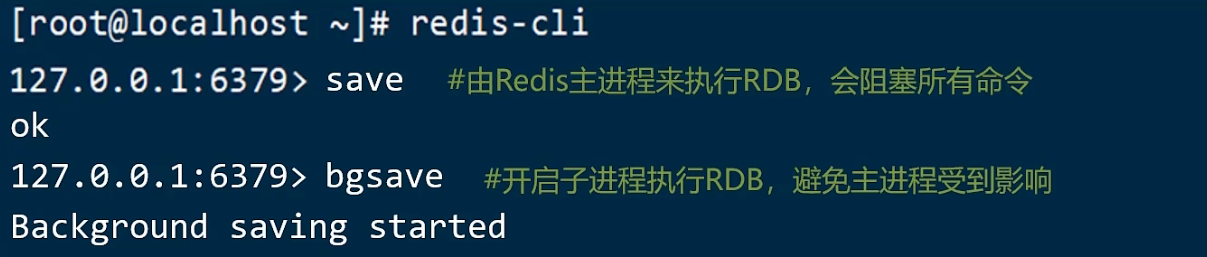 [root@localhost ~]# redis-cli
127.0.0.1:6379> save #由Redis主进程来执行RDB，会阻塞所有命令
ok
127.0.0.1:6379> bgsave #开启子进程执行RDB，避免主进程受到影响
Background saving started